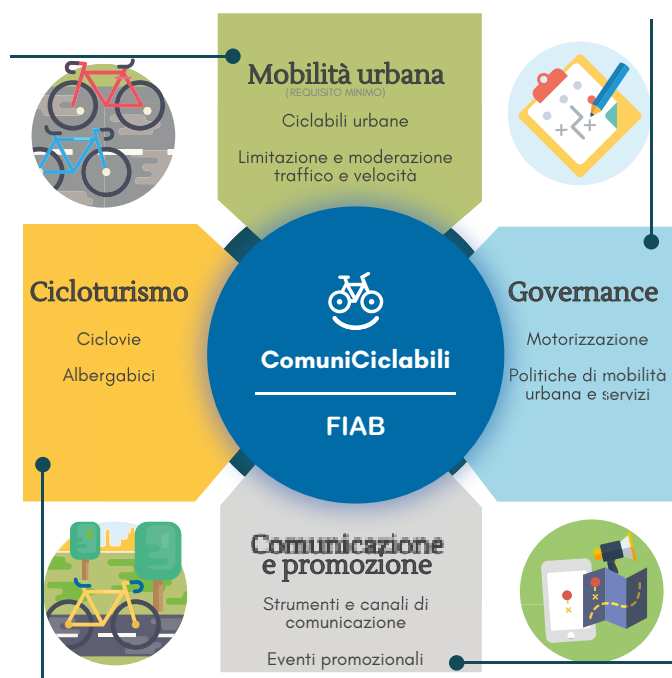 Mobilità urbana
(REQUISITO MINIMO)
Ciclabili urbane
Limitazione e moderazione
traffico e velocità
Cicloturismo
Ciclovie
Albergabici
ComuniCiclabili
FIAB
Governance
Motorizzazione
Politiche di mobilità
urbana e servizi
Comunicazione
e promozione
Strumenti e canali di
comunicazione
Eventi promozionali